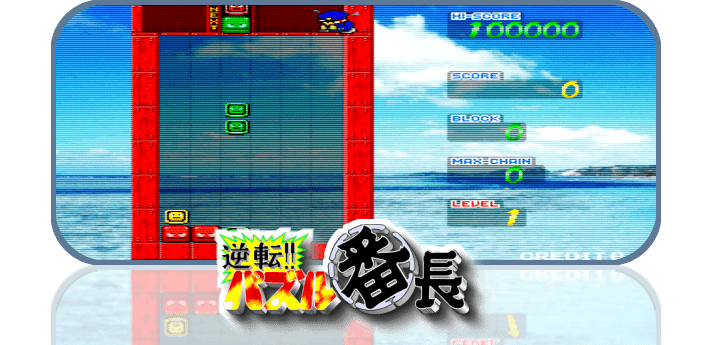 NEXT
HI-SCORE
100000
SCORE
0
BLOCK
0
MAX-CHAIN
0
LEVEL
1
CREDIT
逆転!!
パズル
番長